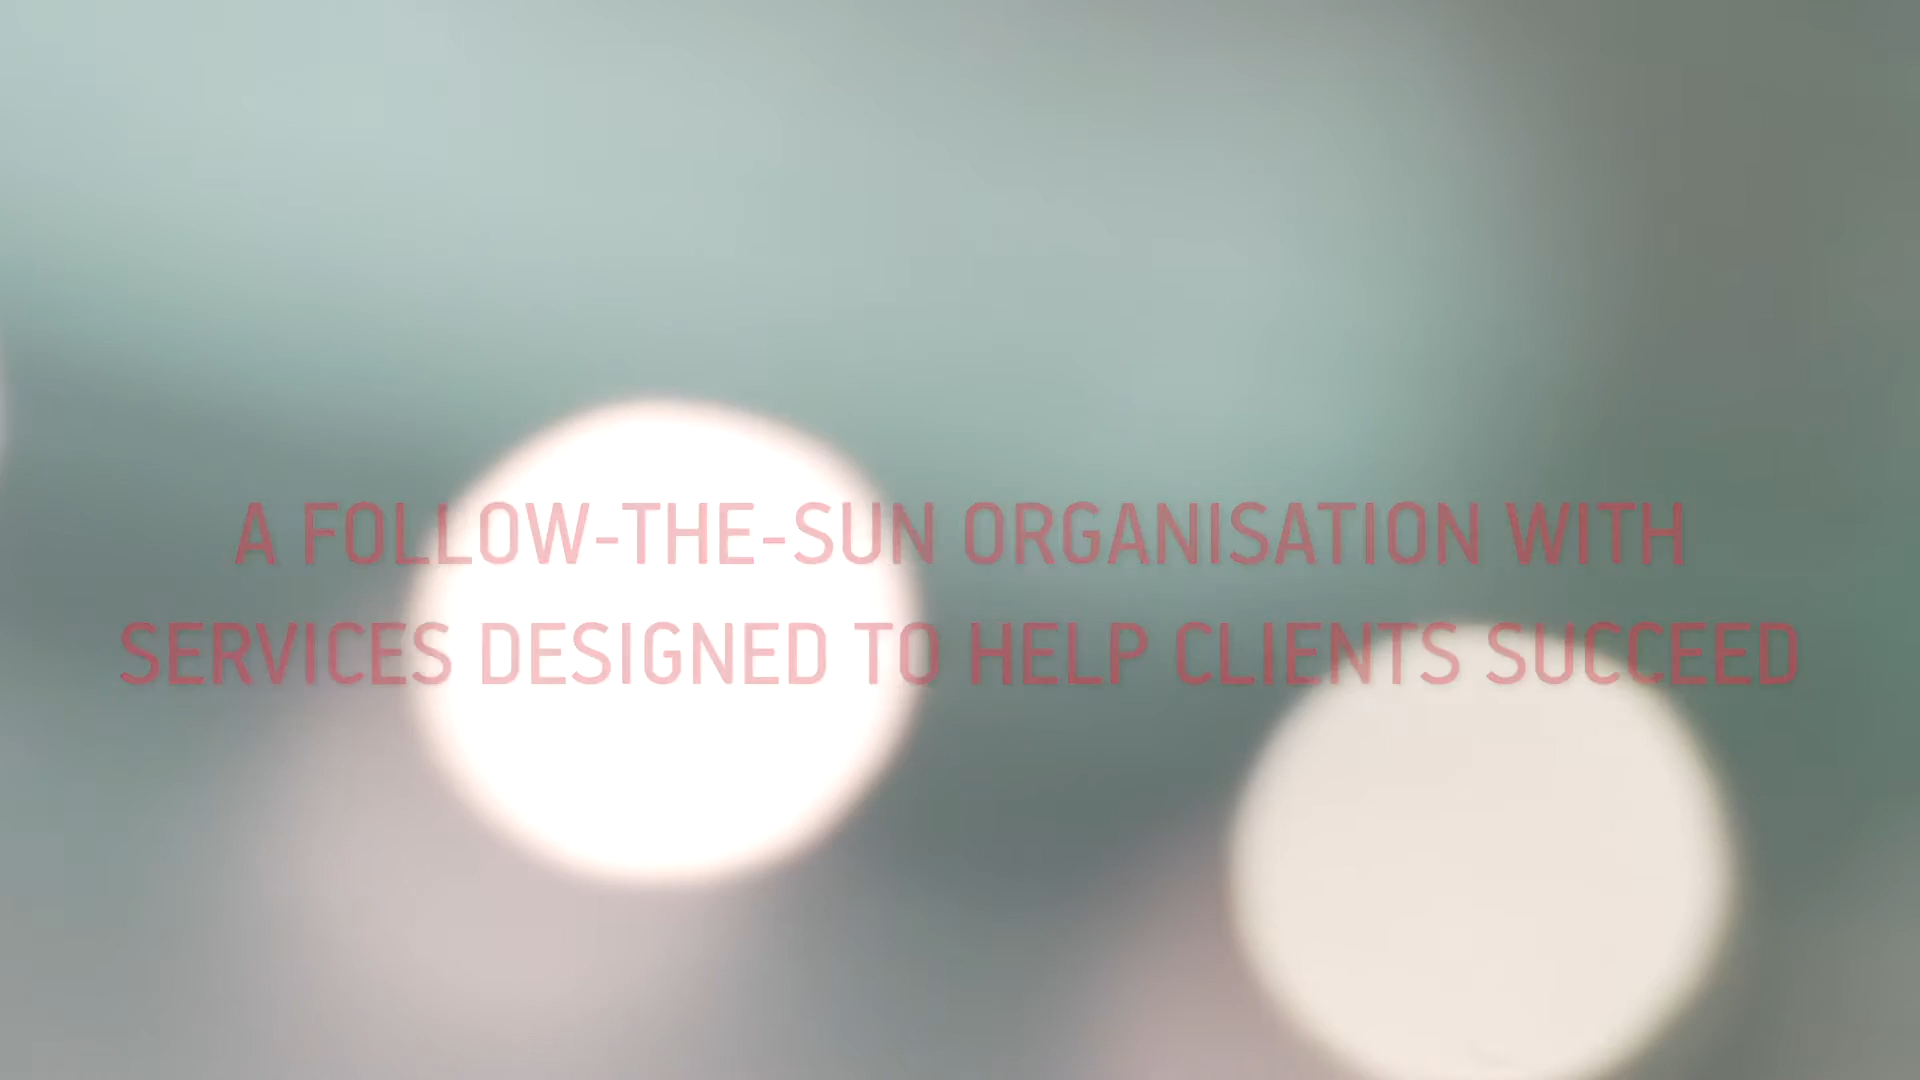 A FOLLOW-THE-SUN ORGANISATION WITH
SERVICES DESIGNED TO HELP CLIENTS SUCCEED